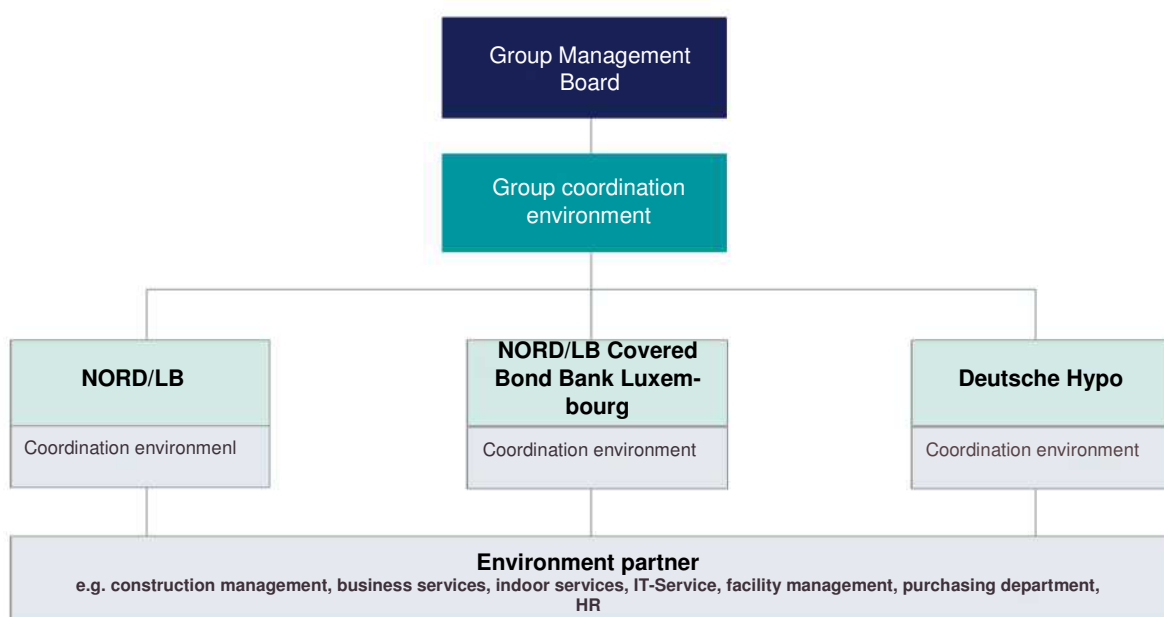 Group Management
Board
Group coordination
environment
NORD/LB
NORD/LB Covered
Bond Bank Luxem-
bourg
Deutsche Hypo
Coordination environmenl
Coordination environment
Coordination environment
Environment partner
e.g. construction management, business services, indoor services, IT-Service, facility management, purchasing department,
HR